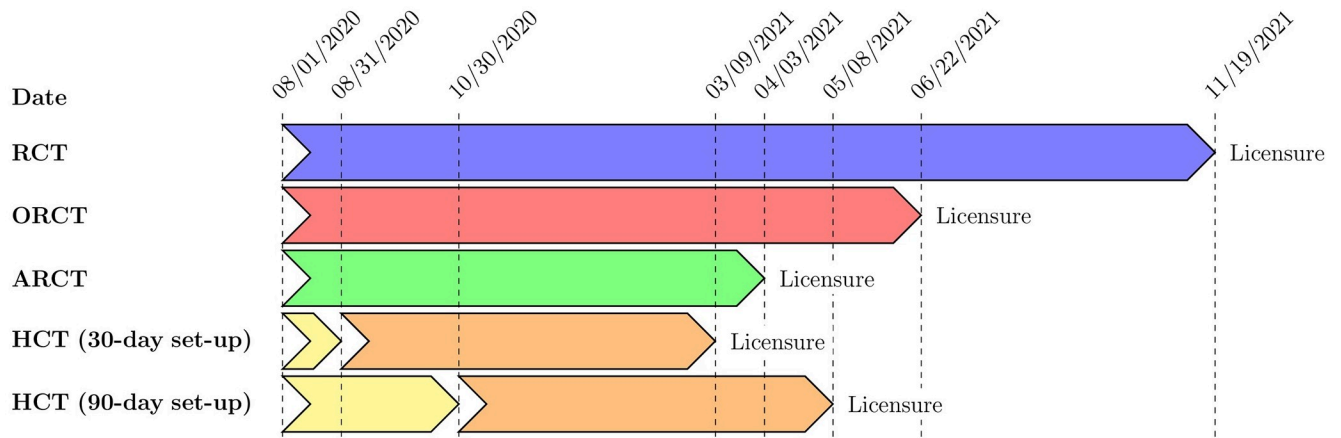 08/01/2020 08/31/2020 10/30/2020 03/09/2021 04/03/2021 05/08/2021 06/22/2021 11/19/2021
Date
RCT Licensure
ORCT Licensure
ARCT Licensure
HCT (30-day set-up) Licensure
HCT (90-day set-up) Licensure